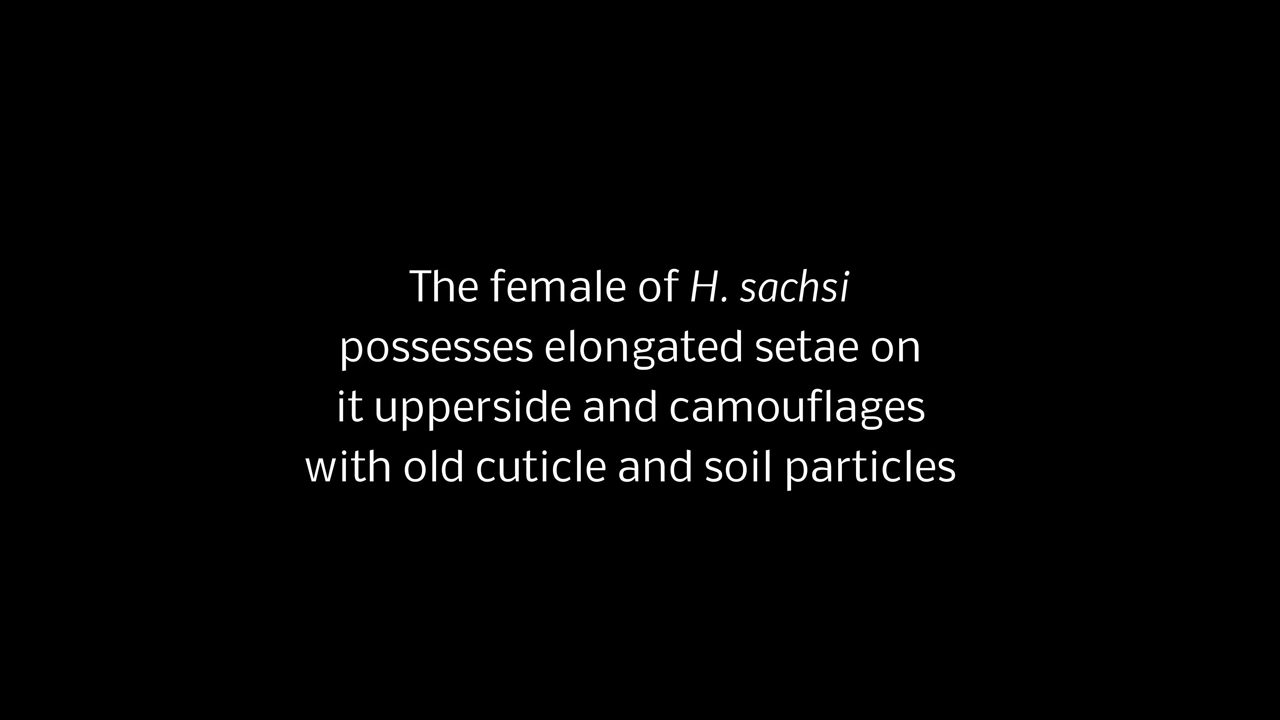 The female of H. sachsi
possesses elongated setae on
it upperside and camouflages
with old cuticle and soil particles